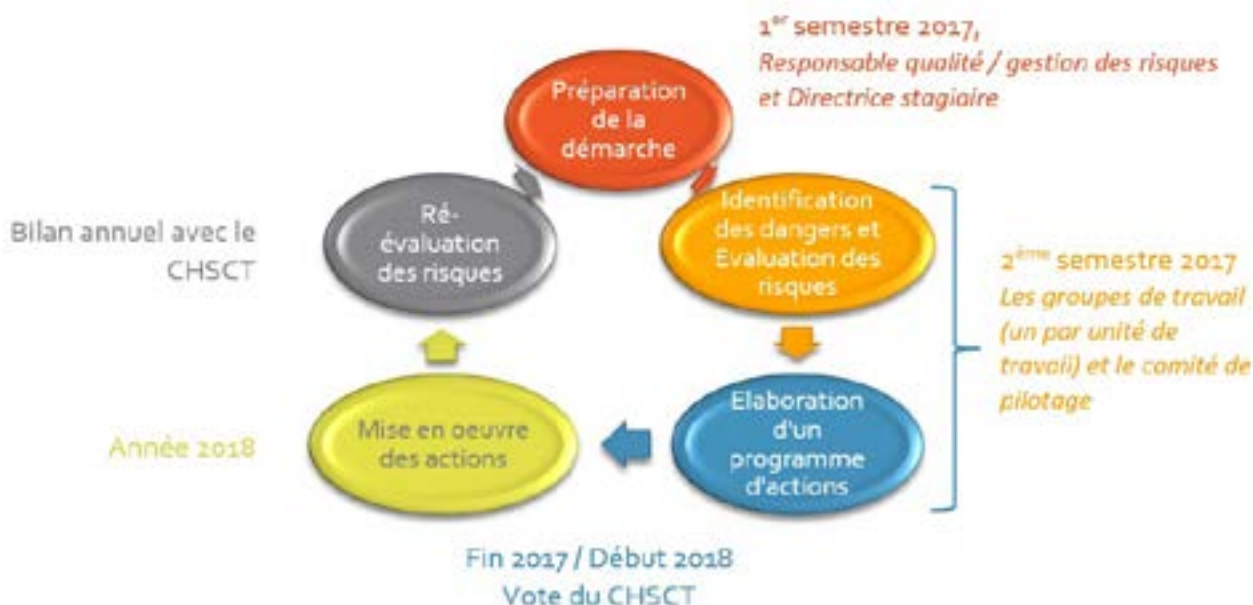 1er semestre 2017,
Responsable qualité / gestion des risques
et Directrice stagiaire
Préparation
de la
démarche
Identification
des dangers et
Evaluation des
risques
2ème semestre 2017
Les groupes de travail
(un par unité de
travail) et le comité de
pilotage
Elaboration
d'un
programme
d'actions
Fin 2017 / Début 2018
Vote du CHSCT
Mise en oeuvre
des actions
Année 2018
Ré-
évaluation
des risques
Bilan annuel avec le
CHSCT